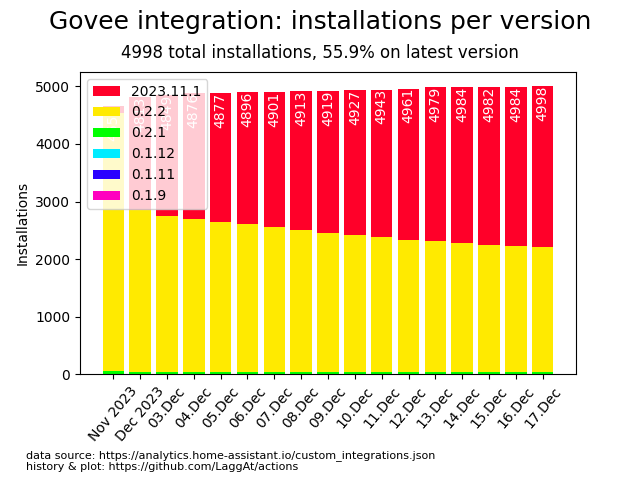 Govee integration: installations per version
4998 total installations, 55.9% on latest version
Installations
5000
4000
3000
2000
1000
0
2023.11.1
0.2.2
0.2.1
0.1.12
0.1.11
0.1.9
4876
4877
4896
4901
4913
4919
4927
4943
4961
4979
4984
4982
4984
4998
Nov 2023
Dec 2023
03.Dec
04.Dec
05.Dec
06.Dec
07.Dec
08.Dec
09.Dec
10.Dec
11.Dec
12.Dec
13.Dec
14.Dec
15.Dec
16.Dec
17.Dec
data source: https://analytics.home-assistant.io/custom_integrations.json
history & plot: https://github.com/LaggAt/actions